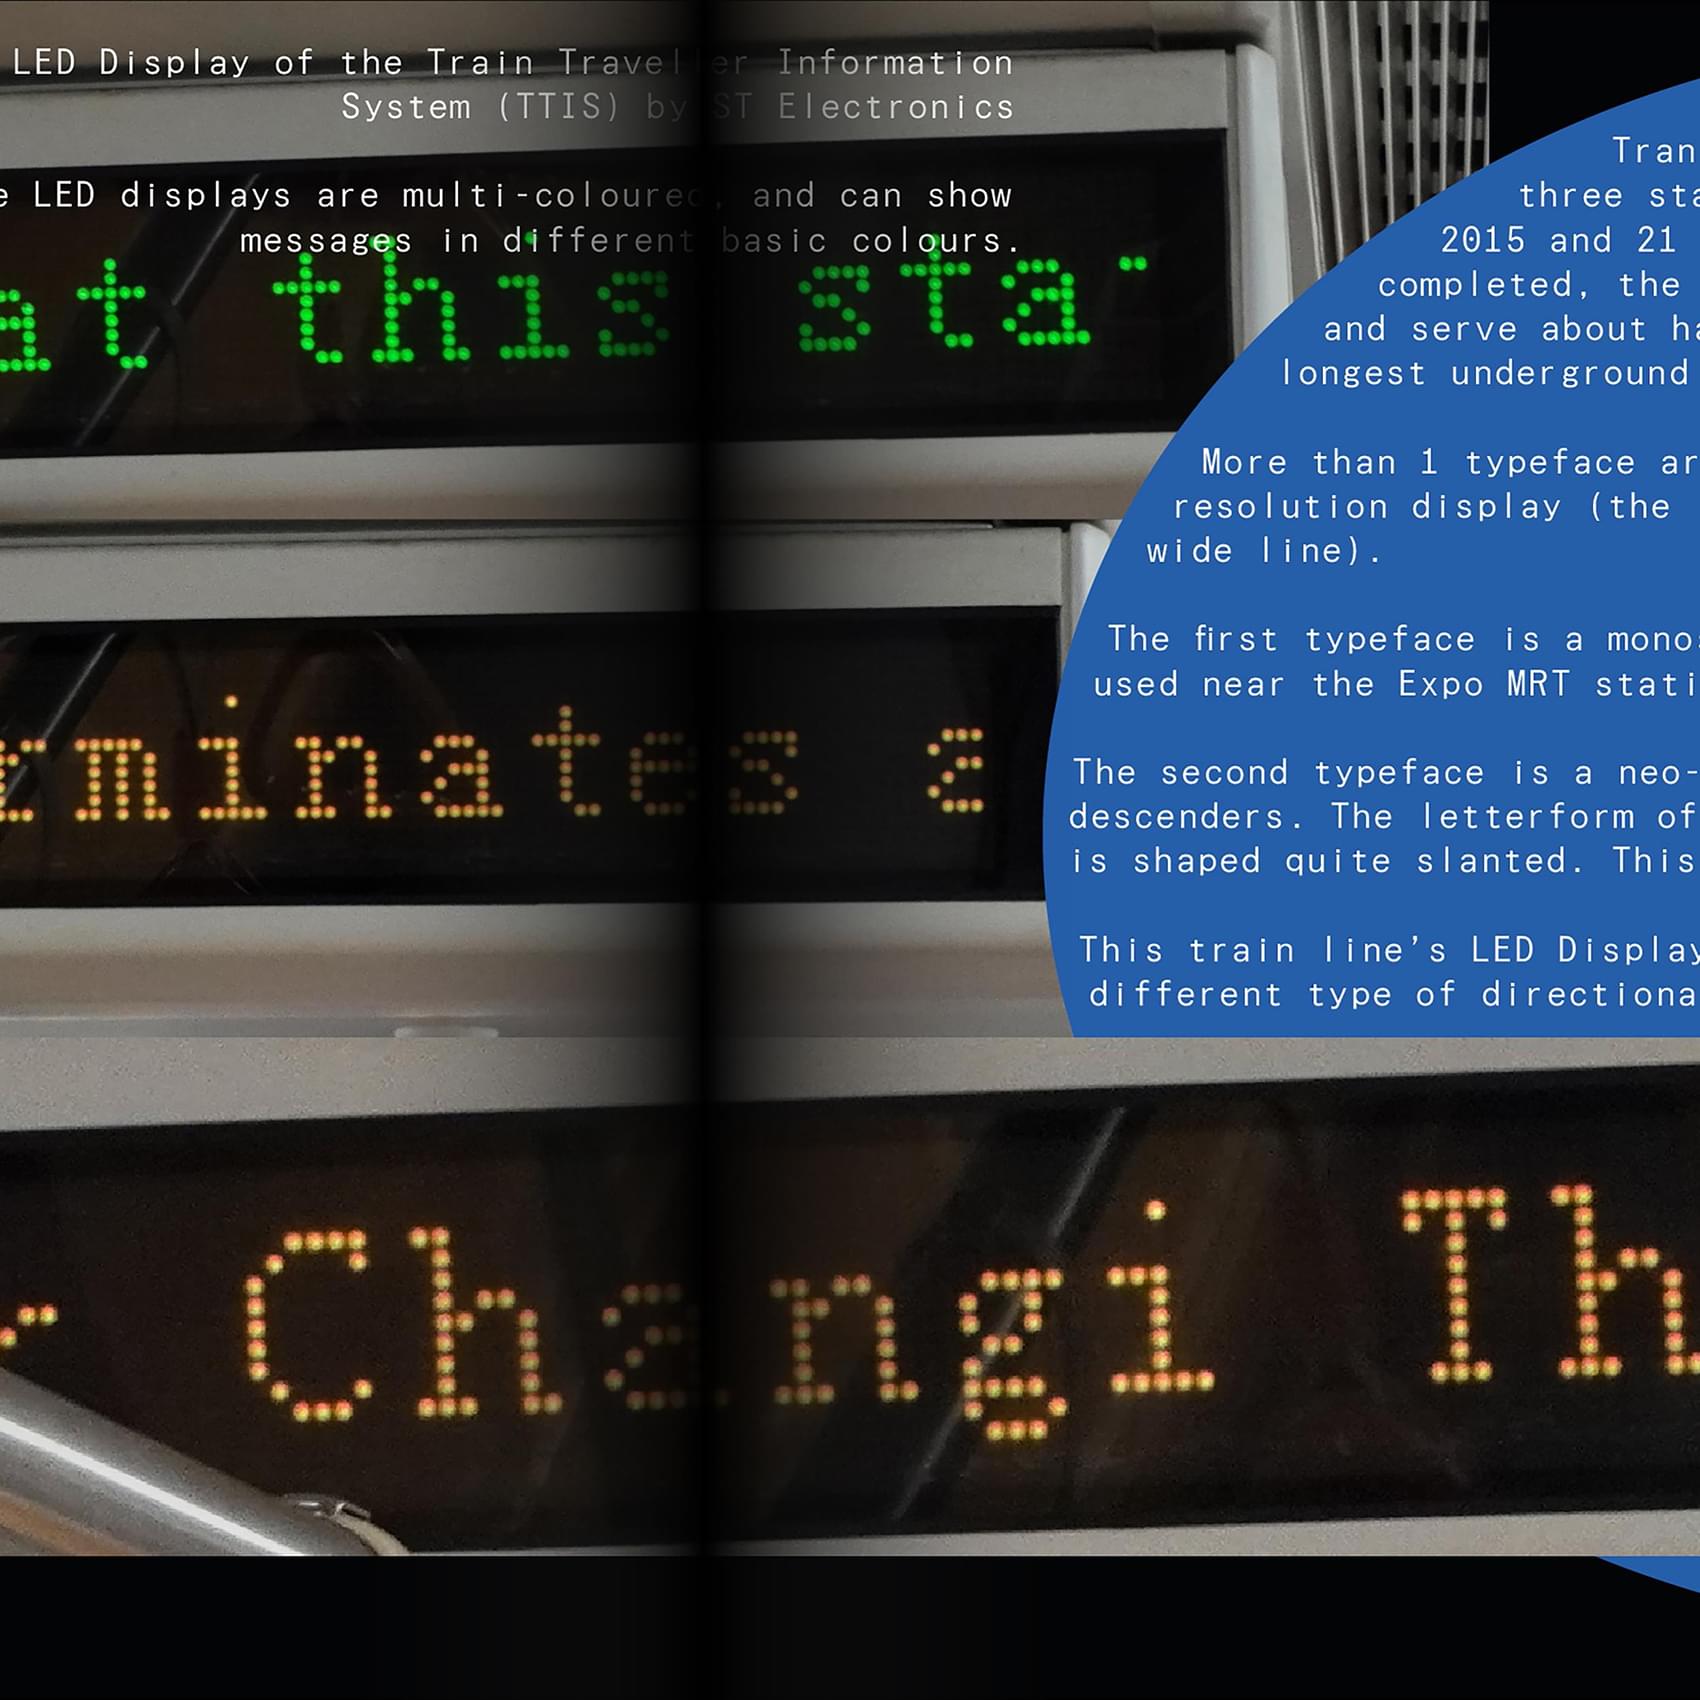 LED Display of the Train Traveller Information
System (TTIS) by ST Electronics
LED displays are multi-coloured, and can show
messages in different basic colours.
at this sta
minates a
Changi Th
Tran
three sta
2015 and 21
completed, the
and serve about ha
longest underground
More than 1 typeface ar
resolution display (the
wide line).
The first typeface is a monos
used near the Expo MRT stati
The second typeface is a neo-
descenders. The letterform of
is shaped quite slanted. This
This train line's LED Display
different type of directiona